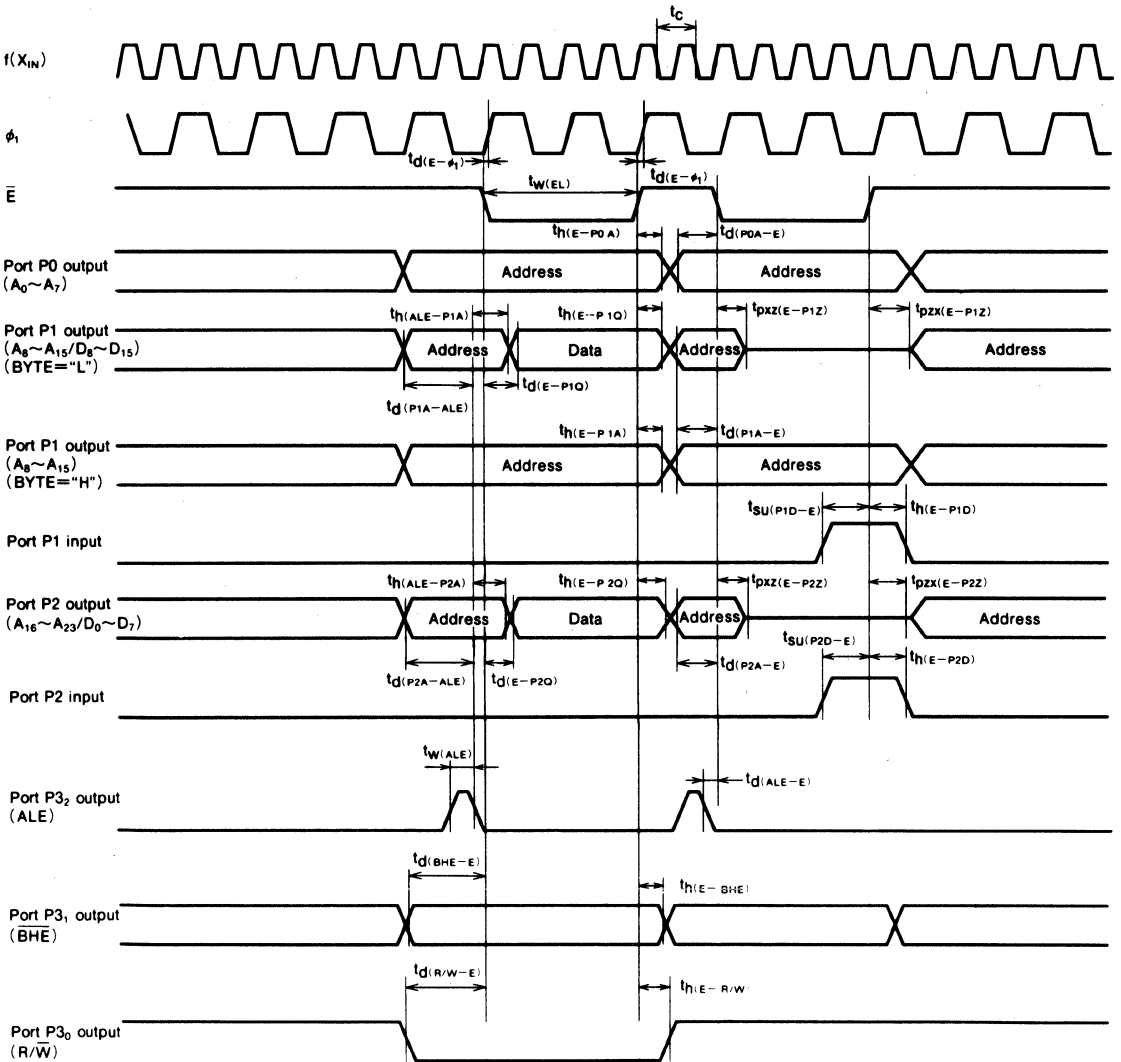 tc
f(XIN)
ϕ1
td(E−ϕ1)
tw(EL)
td(E−ϕ1)
E̅
th(E−P0A)
td(P0A−E)
Port P0 output
(A0~A7)
Address
Address
th(ALE−P1A)
th(E−P1Q)
tpxz(E−P1Z)
tpzx(E−P1Z)
Port P1 output
(A8~A15/D8~D15)
(BYTE="L")
Address
Data
Address
Address
td(P1A−ALE)
td(E−P1Q)
th(E−P1A)
td(P1A−E)
Port P1 output
(A8~A15)
(BYTE="H")
Address
Address
tsu(P1D−E)
th(E−P1D)
Port P1 input
th(ALE−P2A)
th(E−P2Q)
tpxz(E−P2Z)
tpzx(E−P2Z)
Port P2 output
(A16~A23/D0~D7)
Address
Data
Address
Address
tsu(P2D−E)
th(E−P2D)
td(P2A−ALE)
td(E−P2Q)
td(P2A−E)
Port P2 input
tw(ALE)
td(ALE−E)
Port P32 output
(ALE)
td(BHE−E)
th(E−BHE)
Port P31 output
(B̅H̅E̅)
td(R/W−E)
th(E−R/W
Port P30 output
(R/W̅)